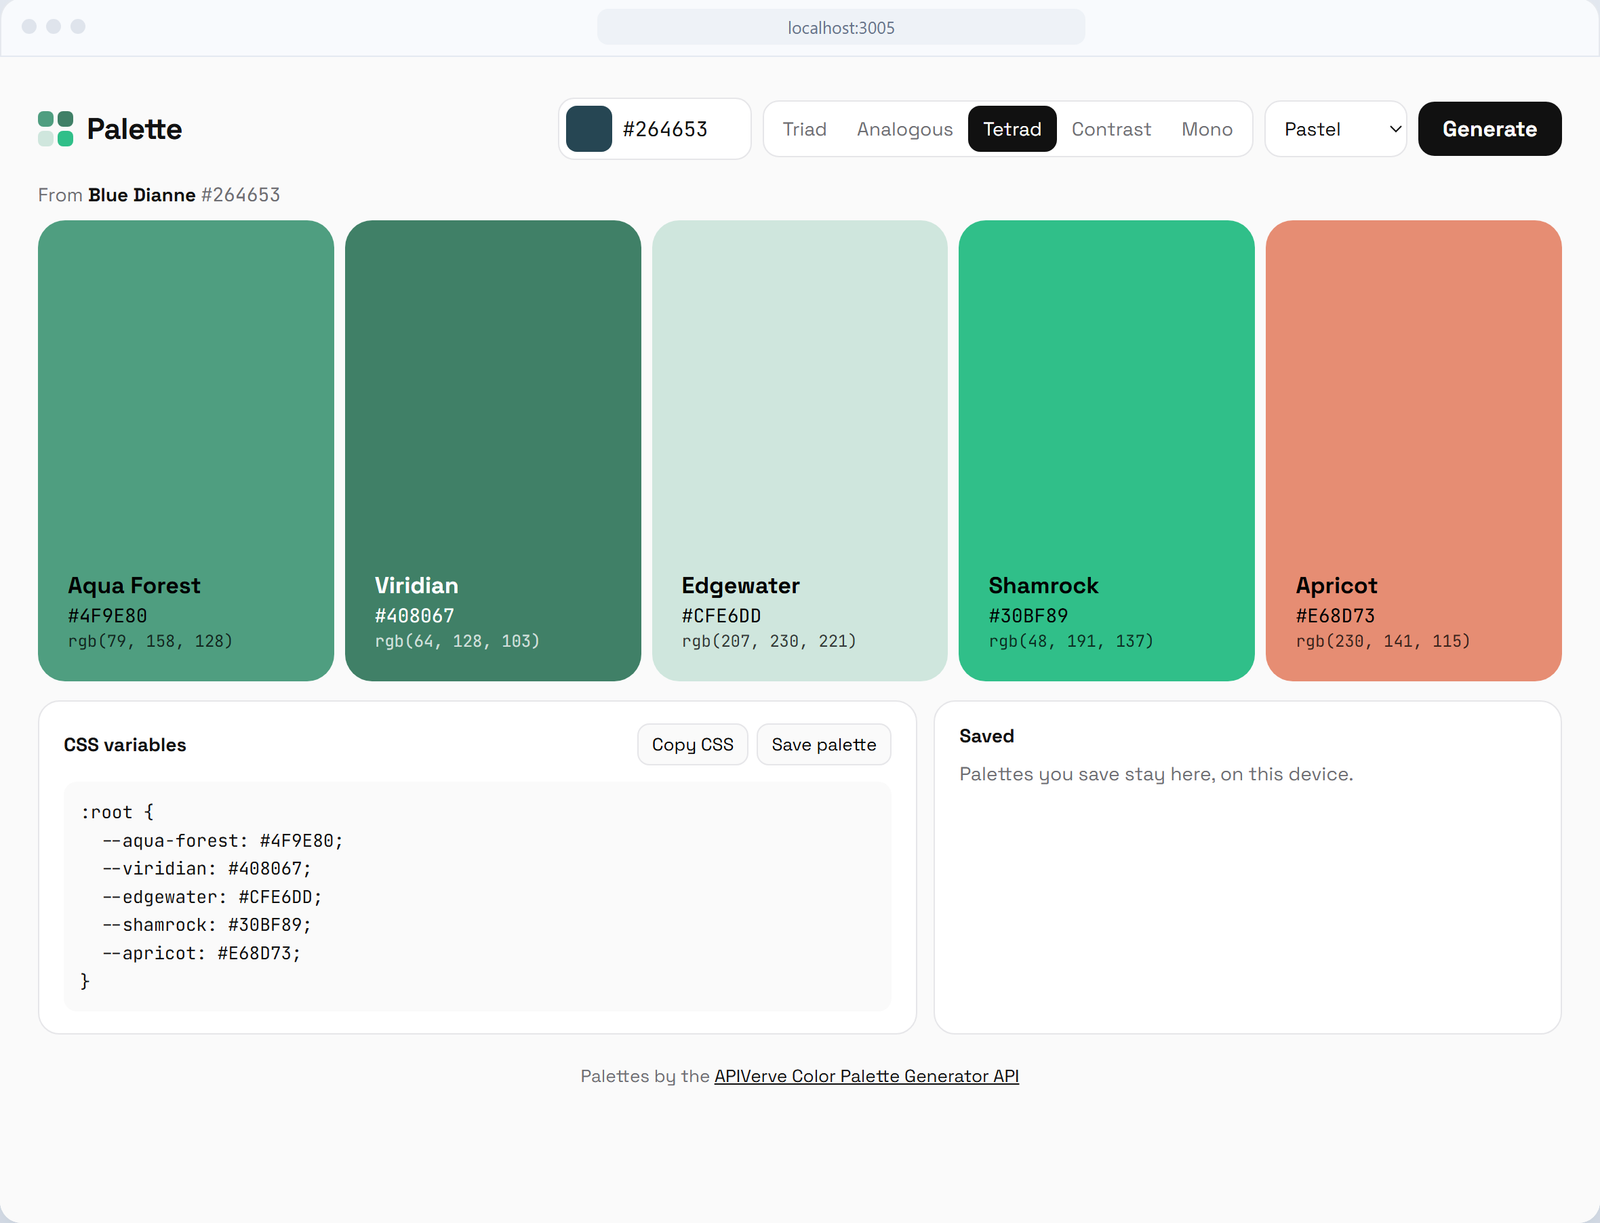 localhost:3005
Palette
#264653
Triad Analogous Tetrad Contrast Mono
Pastel
Generate
From Blue Dianne #264653
Aqua Forest
#4F9E80
rgb(79, 158, 128)
Viridian
#408067
rgb(64, 128, 103)
Edgewater
#CFE6DD
rgb(207, 230, 221)
Shamrock
#30BF89
rgb(48, 191, 137)
Apricot
#E68D73
rgb(230, 141, 115)
CSS variables
Copy CSS
Save palette
:root {
  --aqua-forest: #4F9E80;
  --viridian: #408067;
  --edgewater: #CFE6DD;
  --shamrock: #30BF89;
  --apricot: #E68D73;
}
Saved
Palettes you save stay here, on this device.
Palettes by the APIVerve Color Palette Generator API